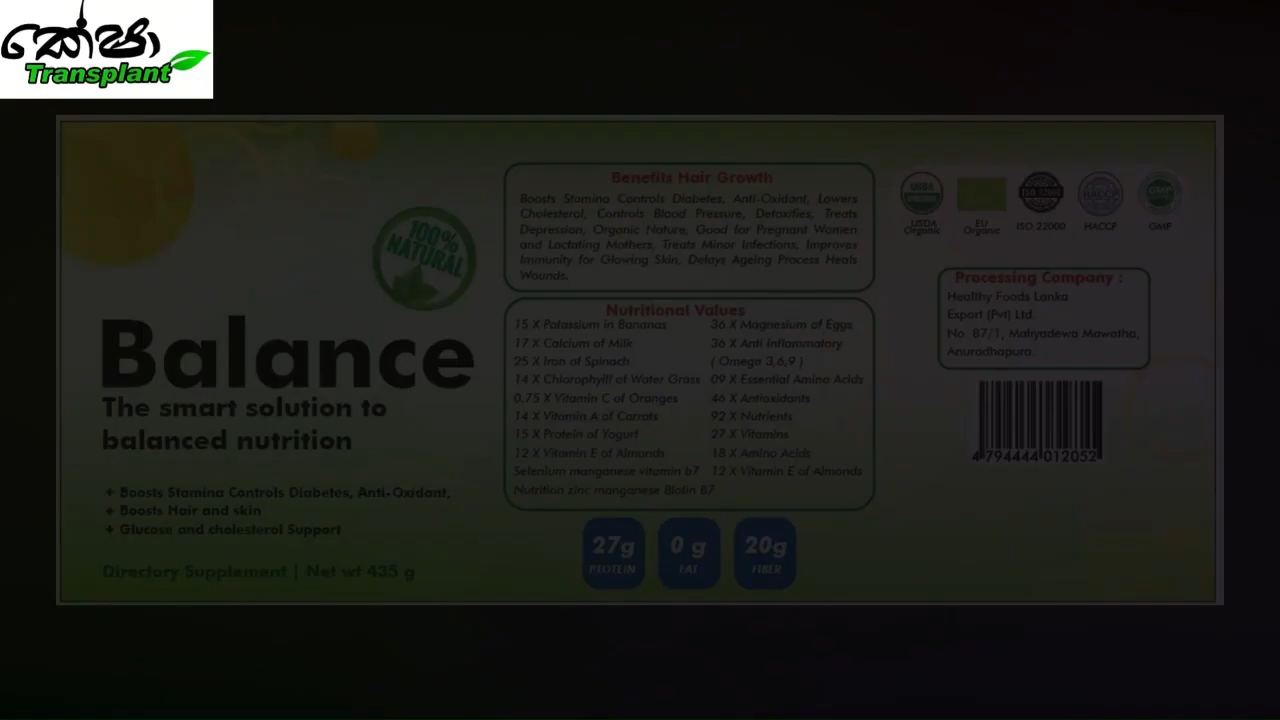 කේෂා
Transplant
100%
NATURAL
Balance
The smart solution to
balanced nutrition
+ Boosts Stamina Controls Diabetes, Anti-Oxidant,
+ Boosts Hair and skin
+ Glucose and cholesterol Support
Directory Supplement | Net wt 435 g
Benefits Hair Growth
Boosts Stamina Controls Diabetes, Anti-Oxidant, Lowers
Cholesterol, Controls Blood Pressure, Detoxifies, Treats
Depression, Organic Nature, Good for Pregnant Women
and Lactating Mothers, Treats Minor Infections, Improves
Immunity for Glowing Skin, Delays Ageing Process Heals
Wounds.
Nutritional Values
15 X Potassium in Bananas
17 X Calcium of Milk
25 X Iron of Spinach
14 X Chlorophyill of Water Grass
0.75 X Vitamin C of Oranges
14 X Vitamin A of Carrots
15 X Protein of Yogurt
12 X Vitamin E of Almonds
Selenium manganese vitamin b7
Nutrition zinc manganese Biotin B7
36 X Magnesium of Eggs
36 X Anti Inflammatory
( Omega 3,6,9 )
09 X Essential Amino Acids
46 X Antioxidants
92 X Nutrients
27 X Vitamins
18 X Amino Acids
12 X Vitamin E of Almonds
27g
PROTEIN
0 g
FAT
20g
FIBER
USDA
ISO 22000
HACCP
GMP
USDA
Organic
EU
Organic
ISO 22000
HACCP
GMP
Processing Company :
Healthy Foods Lanka
Export (Pvt) Ltd.
No. 87/1, Maliyadewa Mawatha,
Anuradhapura.
4 794444 012052